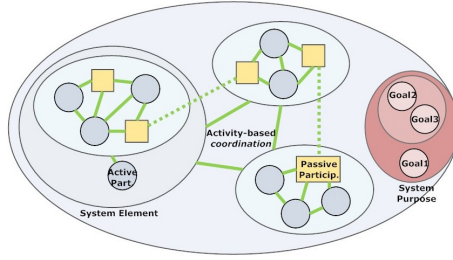 Goal2
Goal3
Goal1
Activity-based
coordination
Passive
Particip.
Active
Part.
System Element
System
Purpose